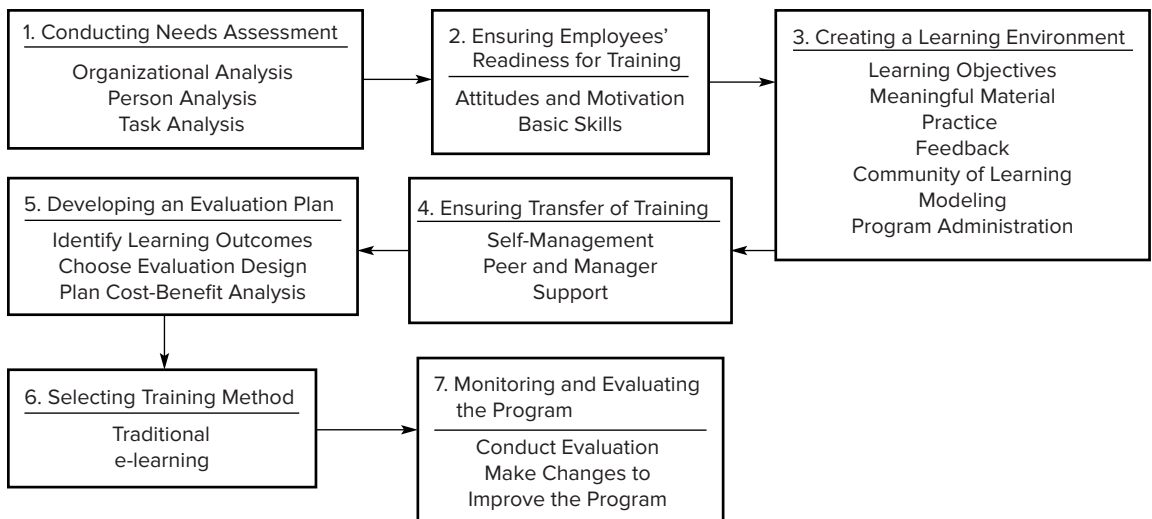 1. Conducting Needs Assessment
Organizational Analysis
Person Analysis
Task Analysis
2. Ensuring Employees’
Readiness for Training
Attitudes and Motivation
Basic Skills
3. Creating a Learning Environment
Learning Objectives
Meaningful Material
Practice
Feedback
Community of Learning
Modeling
Program Administration
4. Ensuring Transfer of Training
Self-Management
Peer and Manager
Support
5. Developing an Evaluation Plan
Identify Learning Outcomes
Choose Evaluation Design
Plan Cost-Benefit Analysis
6. Selecting Training Method
Traditional
e-learning
7. Monitoring and Evaluating
the Program
Conduct Evaluation
Make Changes to
Improve the Program